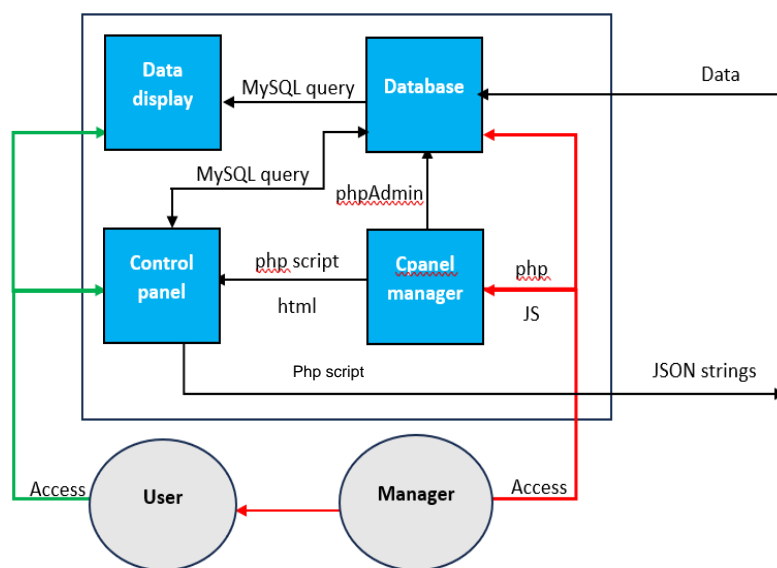 Data
display
MySQL query
Database
Data
MySQL query
phpAdmin
Control
panel
php script
html
Cpanel
manager
php
JS
Php script
JSON strings
Access
User
Manager
Access